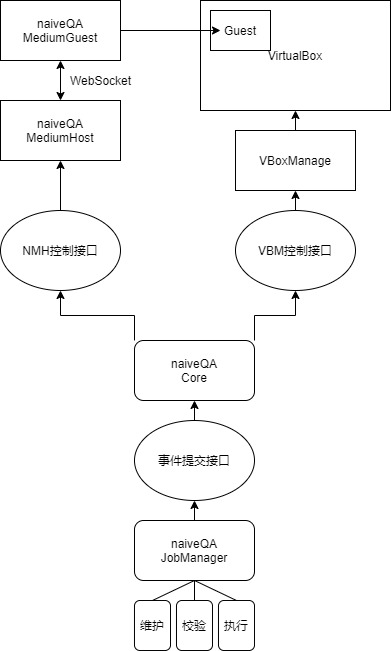 naiveQA
MediumGuest
Guest
VirtualBox
WebSocket
naiveQA
MediumHost
VBoxManage
NMH控制接口
VBM控制接口
naiveQA
Core
事件提交接口
naiveQA
JobManager
维护
校验
执行